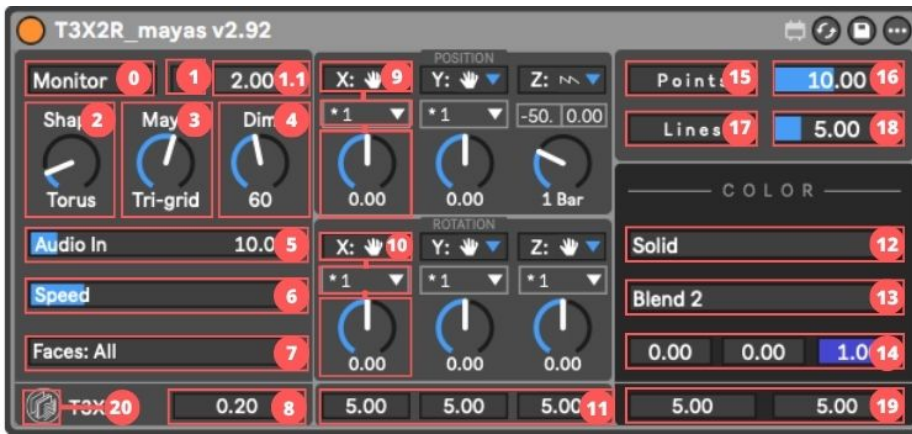 T3X2R_mayas v2.92
Monitor 0 1 2.00 1.1
Shap 2 May 3 Dim 4
Torus Tri-grid 60
Audio In 10.0 5
Speed 6
Faces: All 7
T3X 20 0.20 8
POSITION
X: 9 Y: Z:
* 1 * 1 -50. 0.00
0.00 0.00 1 Bar
ROTATION
X: 10 Y: Z:
* 1 * 1 * 1
0.00 0.00 0.00
5.00 5.00 5.00 11
Points 15 10.00 16
Lines 17 5.00 18
COLOR
Solid 12
Blend 2 13
0.00 0.00 1.0 14
5.00 5.00 19